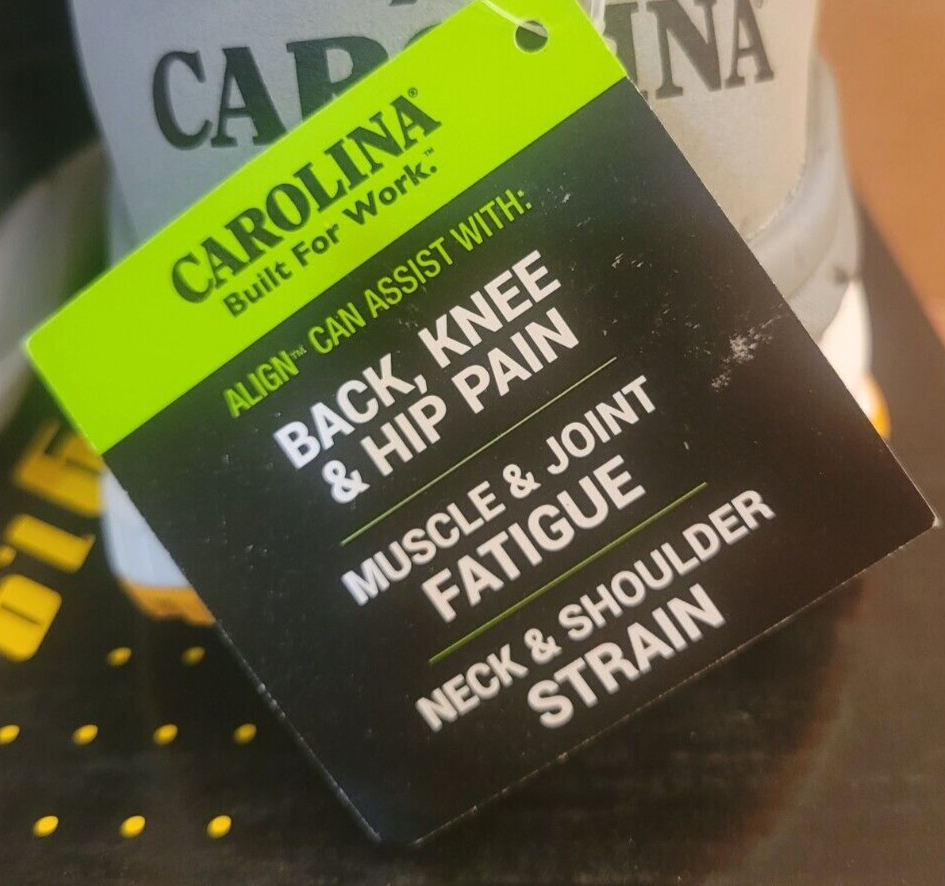 CAROLINA
CAROLINA®
Built For Work.™
ALIGN™ CAN ASSIST WITH:
BACK, KNEE
& HIP PAIN
MUSCLE & JOINT
FATIGUE
NECK & SHOULDER
STRAIN